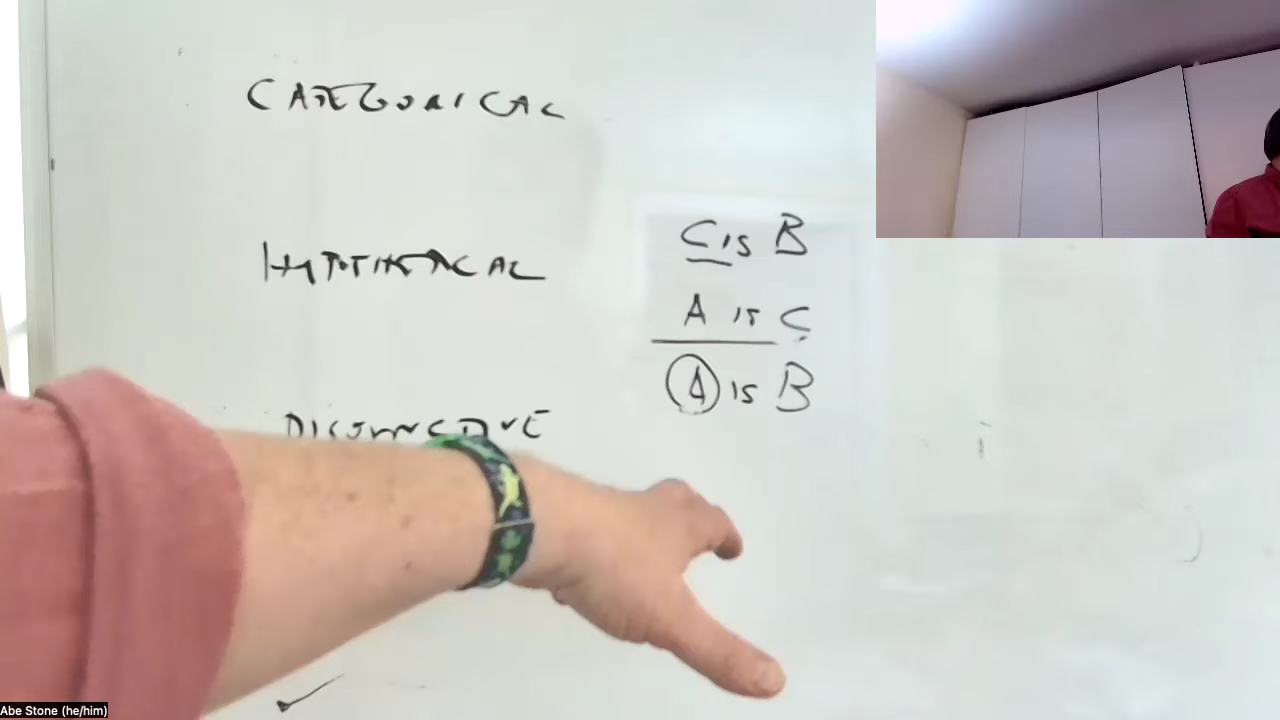 CATEGORICAL
HYPOTHETICAL
DISJUNCTIVE
C is B
A is C
A is B
Abe Stone (he/him)